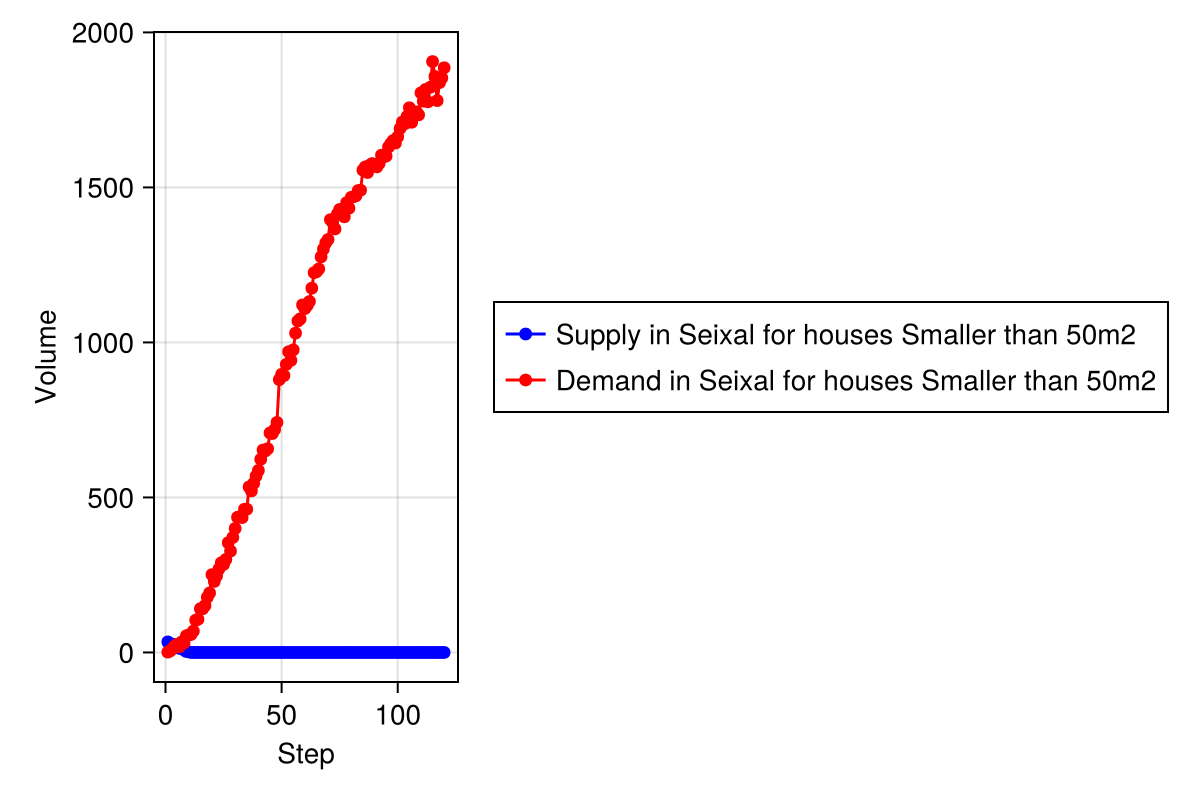 2000
1500
1000
500
0
Volume
0 50 100
Step
Supply in Seixal for houses Smaller than 50m2
Demand in Seixal for houses Smaller than 50m2